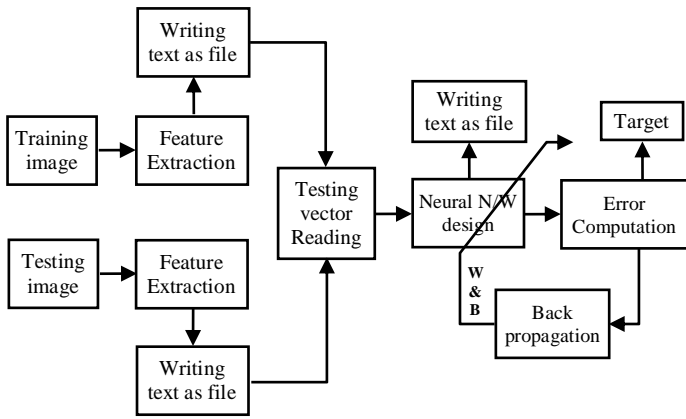 Writing
text as file
Training
image
Feature
Extraction
Testing
vector
Reading
Testing
image
Feature
Extraction
Writing
text as file
Writing
text as file
Neural N/W
design
Target
Error
Computation
W
&
B
Back
propagation